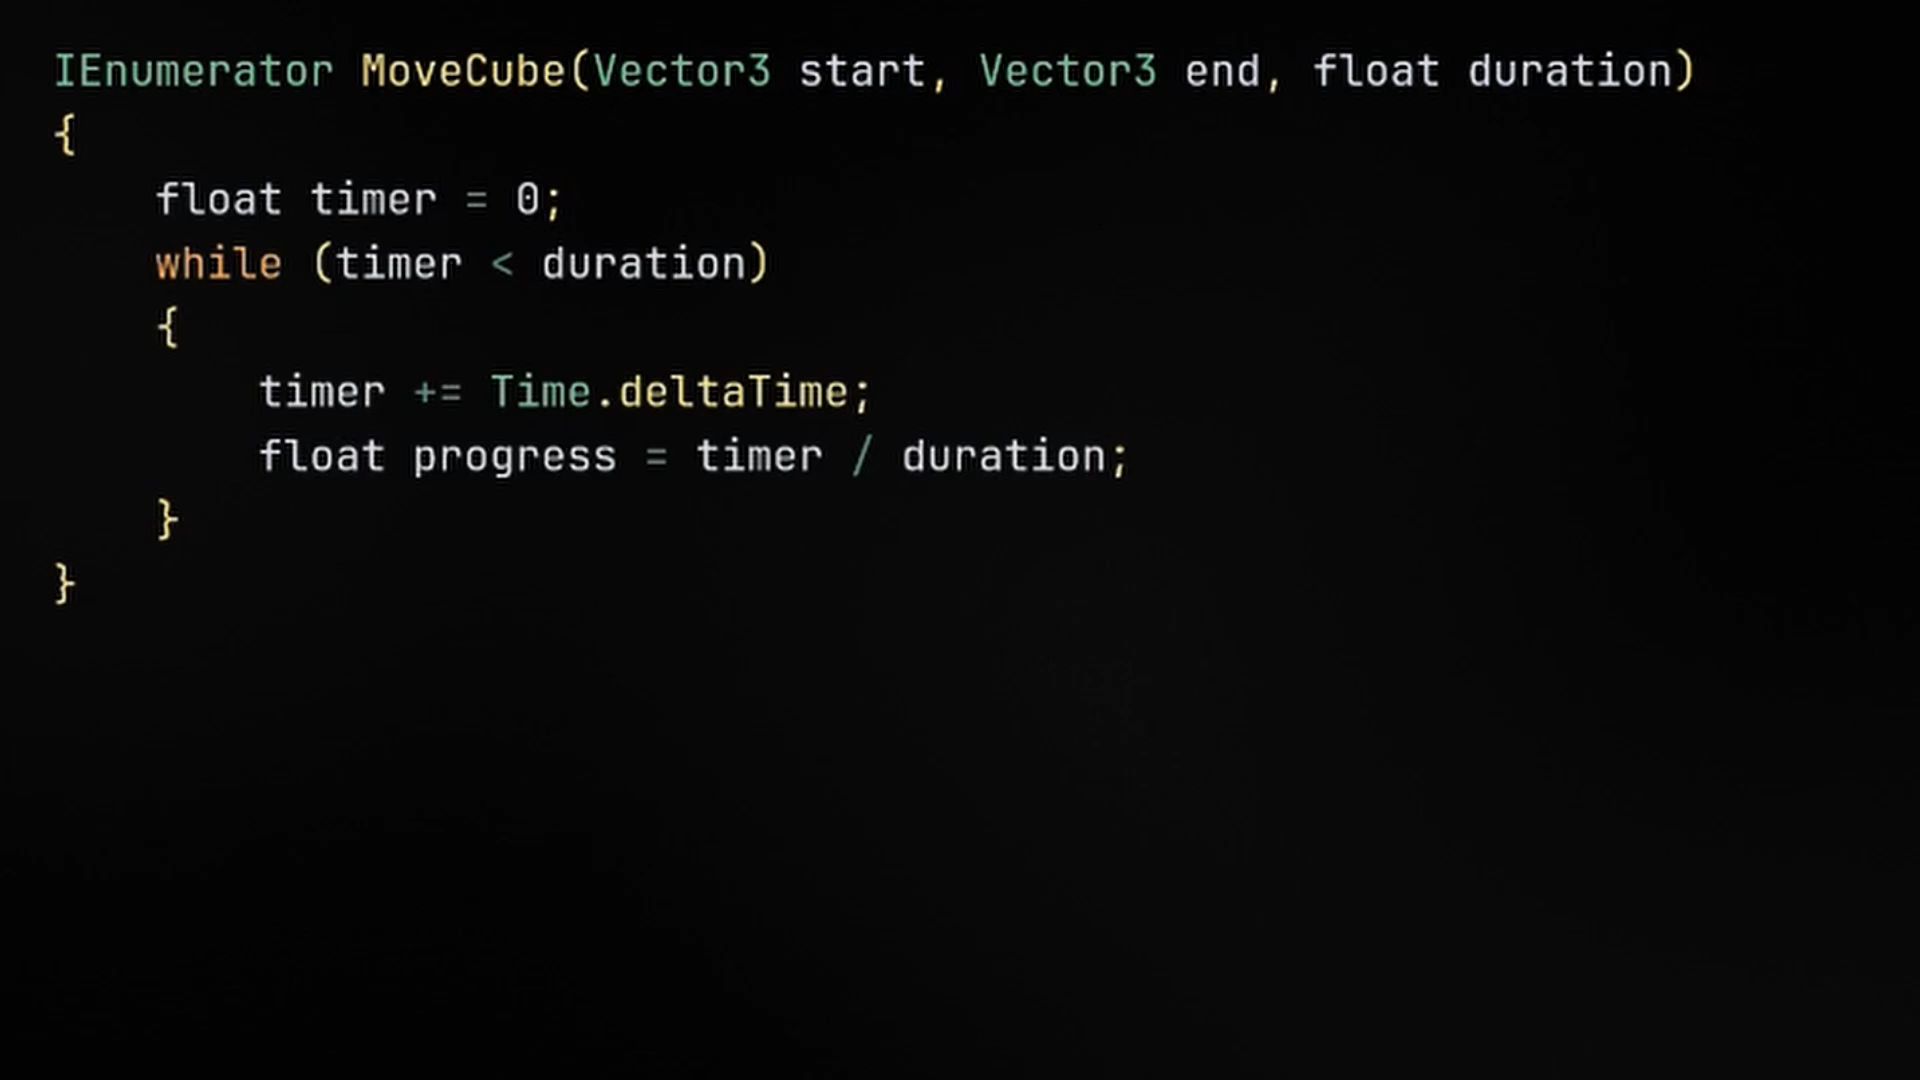 IEnumerator MoveCube(Vector3 start, Vector3 end, float duration)
{
    float timer = 0;
    while (timer < duration)
    {
        timer += Time.deltaTime;
        float progress = timer / duration;
    }
}